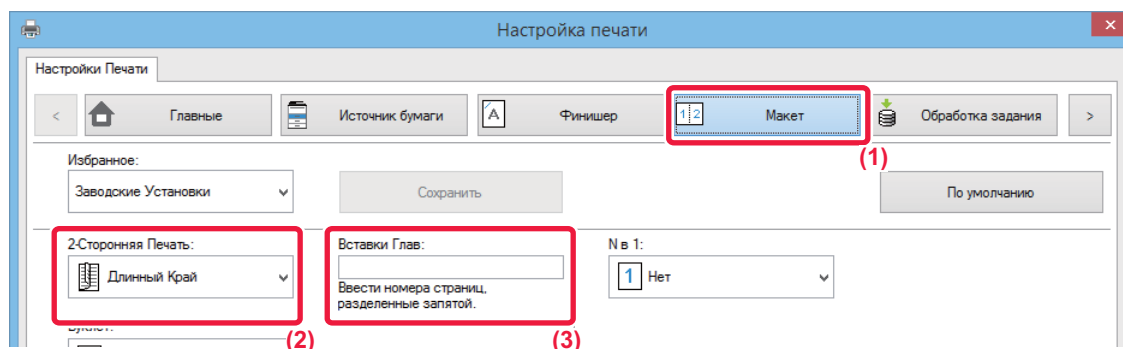 Настройка печати
Настройки Печати
< Главные Источник бумаги A Финишер 1 2 Макет Обработка задания >
(1)
Избранное:
Заводские Установки Сохранить По умолчанию
2-Сторонняя Печать: Вставки Глав: N в 1:
Длинный Край 1 Нет
Ввести номера страниц,
разделенные запятой.
(2) (3)